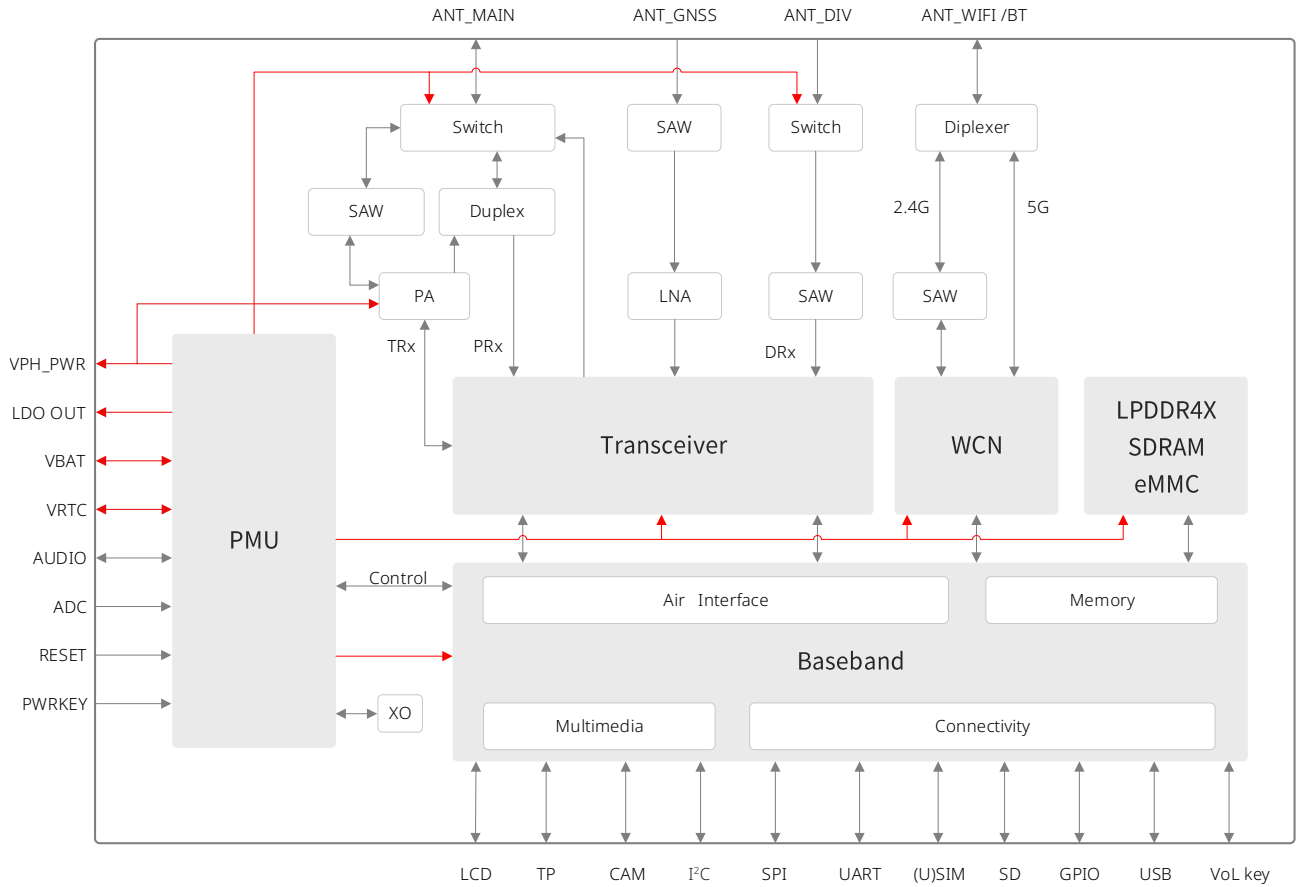 ANT_MAIN
ANT_GNSS
ANT_DIV
ANT_WIFI /BT
Switch
SAW
Switch
Diplexer
SAW
Duplex
2.4G
5G
PA
LNA
SAW
SAW
TRx
PRx
DRx
VPH_PWR
LDO OUT
VBAT
VRTC
AUDIO
ADC
RESET
PWRKEY
PMU
Transceiver
WCN
LPDDR4X
SDRAM
eMMC
Control
Air Interface
Memory
Baseband
XO
Multimedia
Connectivity
LCD
TP
CAM
I²C
SPI
UART
(U)SIM
SD
GPIO
USB
VoL key